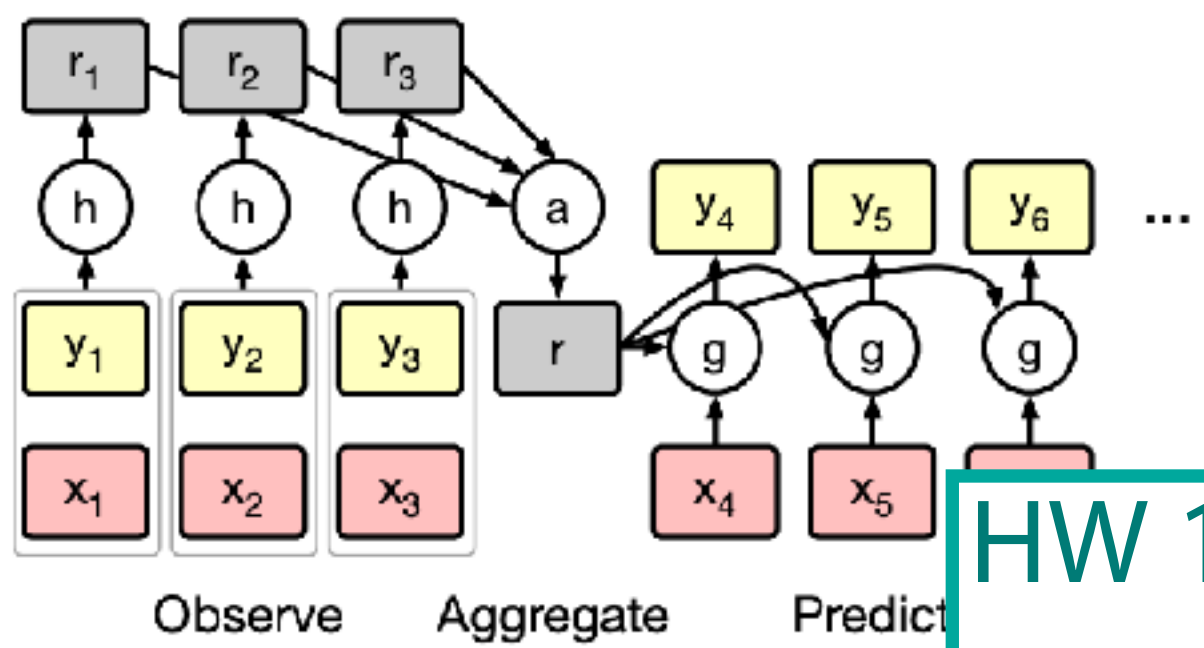 r1 r2 r3
h h h a
y4 y5 y6 ...
y1 y2 y3 r g g g
x1 x2 x3 x4 x5
HW 1
Observe Aggregate Predict